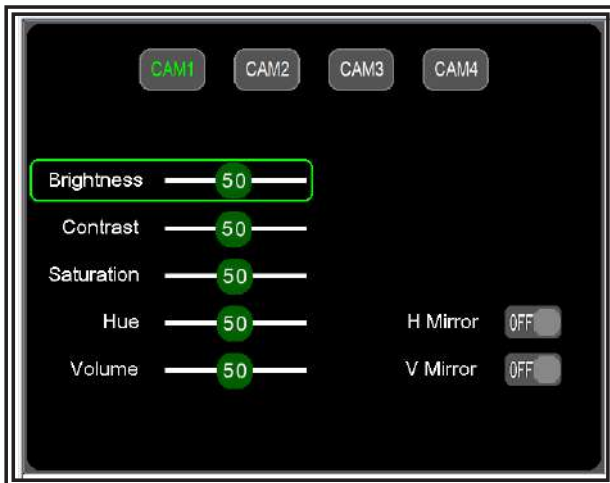 CAM1 CAM2 CAM3 CAM4
Brightness 50
Contrast 50
Saturation 50
Hue 50 H Mirror OFF
Volume 50 V Mirror OFF